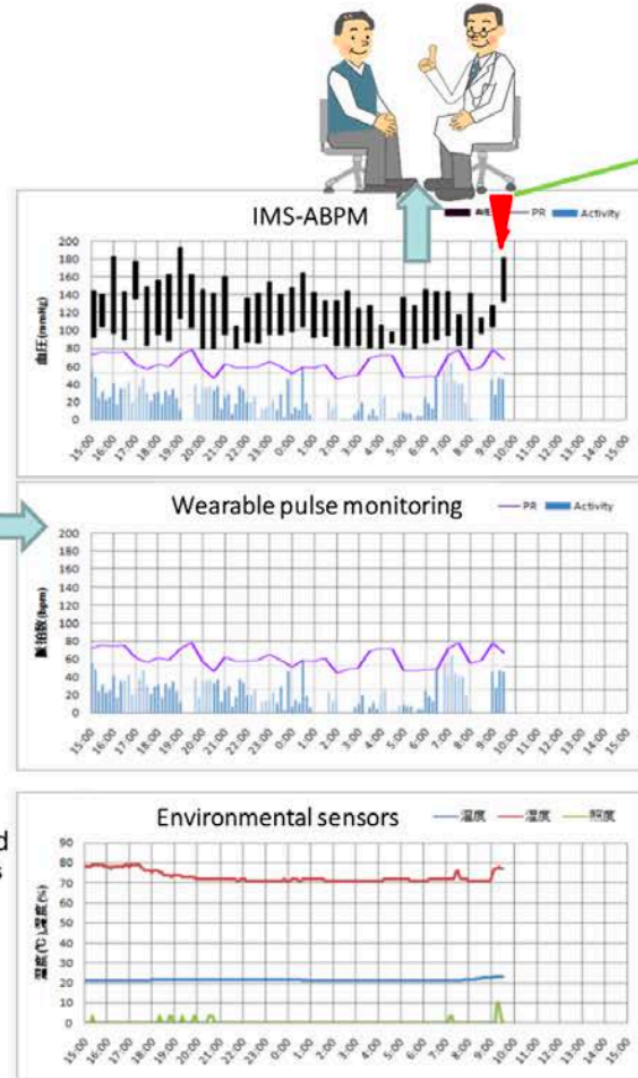 IMS-ABPM
PR Activity
血圧(mmHg)
200
180
160
140
120
100
80
60
40
20
0
15:00 16:00 17:00 18:00 19:00 20:00 21:00 22:00 23:00 0:00 1:00 2:00 3:00 4:00 5:00 6:00 7:00 8:00 9:00 10:00 11:00 12:00 13:00 14:00 15:00
Wearable pulse monitoring
PR Activity
脈拍数(bpm)
200
180
160
140
120
100
80
60
40
20
0
15:00 16:00 17:00 18:00 19:00 20:00 21:00 22:00 23:00 0:00 1:00 2:00 3:00 4:00 5:00 6:00 7:00 8:00 9:00 10:00 11:00 12:00 13:00 14:00 15:00
Environmental sensors
温度 湿度 照度
温度(℃),湿度(%)
90
80
70
60
50
40
30
20
10
0
15:00 16:00 17:00 18:00 19:00 20:00 21:00 22:00 23:00 0:00 1:00 2:00 3:00 4:00 5:00 6:00 7:00 8:00 9:00 10:00 11:00 12:00 13:00 14:00 15:00